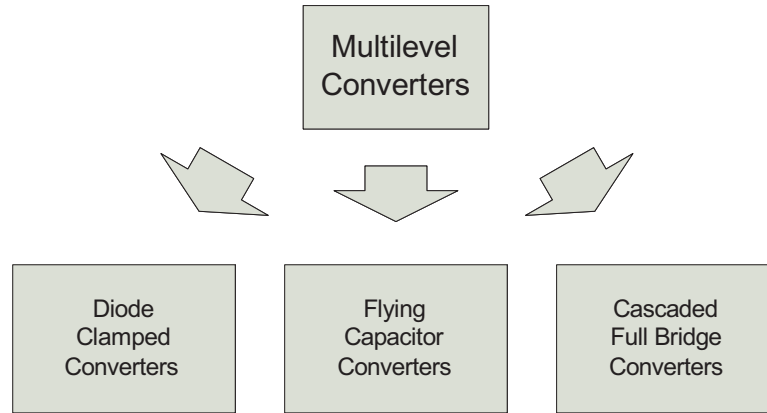 Multilevel
Converters
Diode
Clamped
Converters
Flying
Capacitor
Converters
Cascaded
Full Bridge
Converters